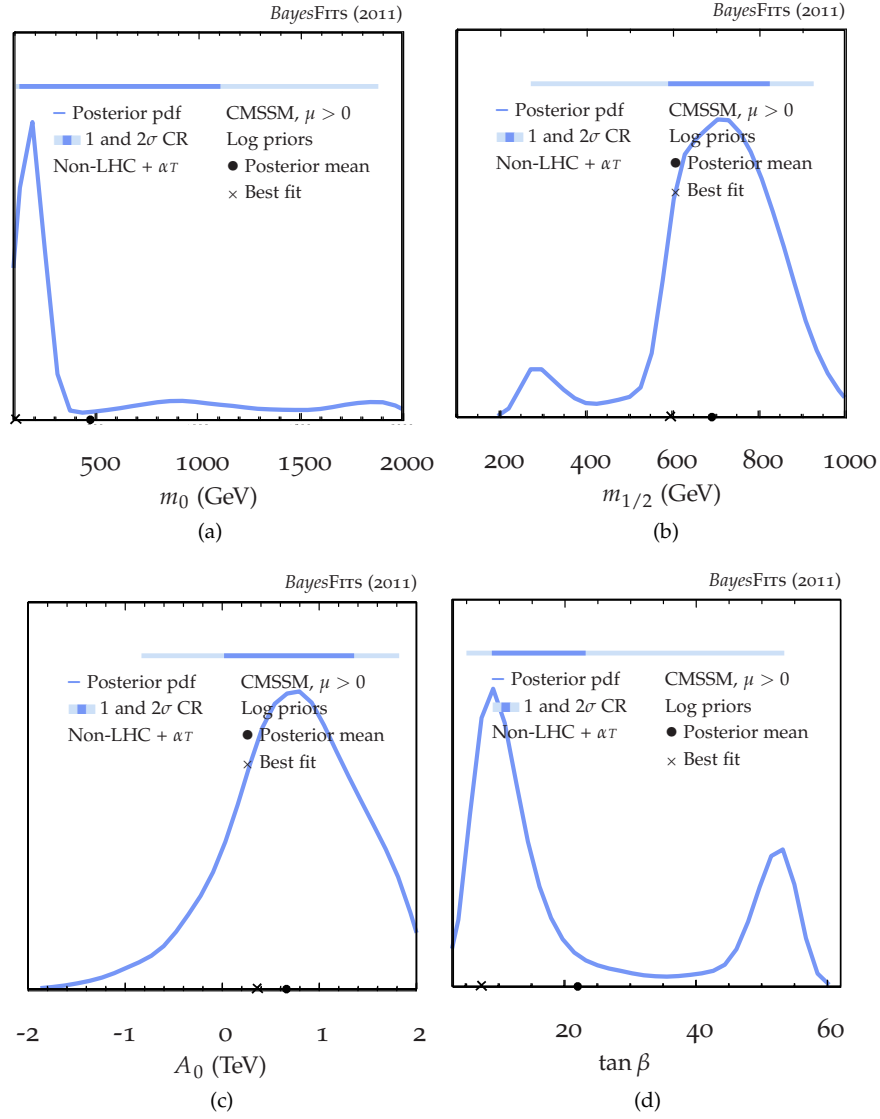 BayesFITS (2011)
Posterior pdf CMSSM, μ > 0
1 and 2σ CR Log priors
Non-LHC + αT Posterior mean
Best fit
500 1000 1500 2000
m0 (GeV)
(a)
BayesFITS (2011)
Posterior pdf CMSSM, μ > 0
1 and 2σ CR Log priors
Non-LHC + αT Posterior mean
Best fit
200 400 600 800 1000
m1/2 (GeV)
(b)
BayesFITS (2011)
Posterior pdf CMSSM, μ > 0
1 and 2σ CR Log priors
Non-LHC + αT Posterior mean
Best fit
-2 -1 0 1 2
A0 (TeV)
(c)
BayesFITS (2011)
Posterior pdf CMSSM, μ > 0
1 and 2σ CR Log priors
Non-LHC + αT Posterior mean
Best fit
20 40 60
tan β
(d)